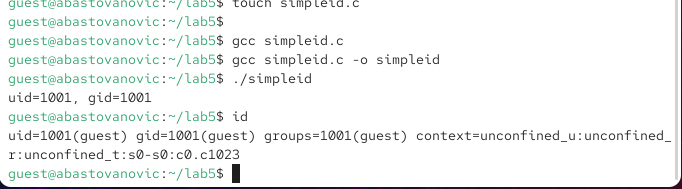 guest@abastovanovic:~/lab5$ touch simpleid.c
guest@abastovanovic:~/lab5$
guest@abastovanovic:~/lab5$ gcc simpleid.c
guest@abastovanovic:~/lab5$ gcc simpleid.c -o simpleid
guest@abastovanovic:~/lab5$ ./simpleid
uid=1001, gid=1001
guest@abastovanovic:~/lab5$ id
uid=1001(guest) gid=1001(guest) groups=1001(guest) context=unconfined_u:unconfined_
r:unconfined_t:s0-s0:c0.c1023
guest@abastovanovic:~/lab5$